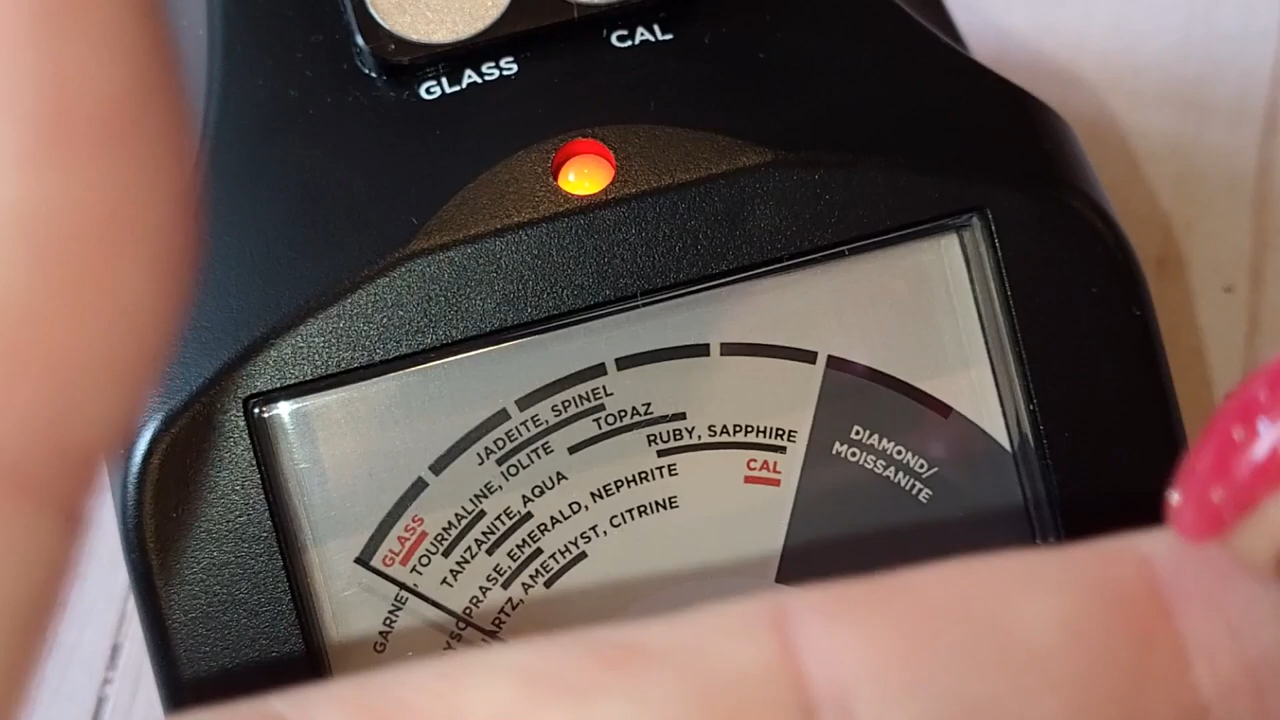 CAL
GLASS
JADEITE, SPINEL
TOPAZ
RUBY, SAPPHIRE
CAL
DIAMOND/
MOISSANITE
GLASS
GARNET, TOURMALINE, IOLITE
TANZANITE, AQUA
EMERALD, NEPHRITE
AMETHYST, CITRINE